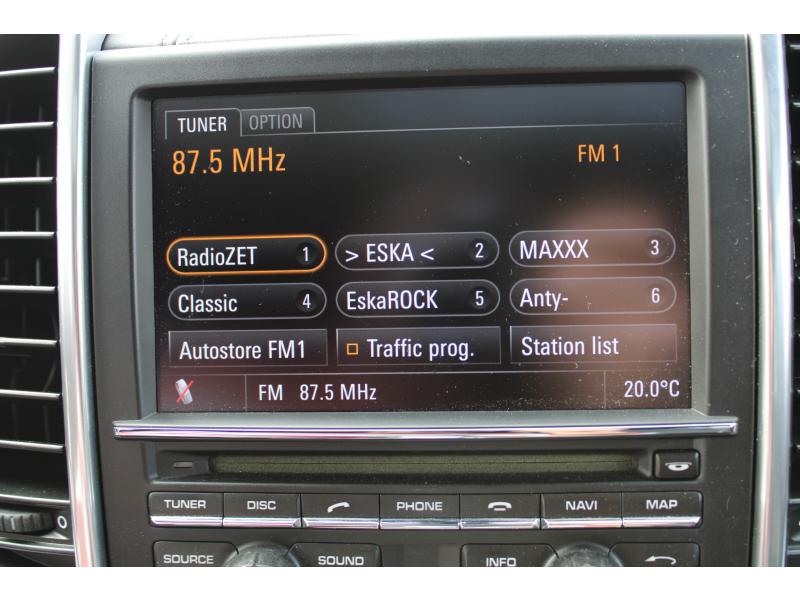 TUNER OPTION
87.5 MHz FM 1
RadioZET 1 > ESKA < 2 MAXXX 3
Classic 4 EskaROCK 5 Anty- 6
Autostore FM1 Traffic prog. Station list
FM 87.5 MHz 20.0°C
TUNER DISC PHONE NAVI MAP
SOURCE SOUND INFO